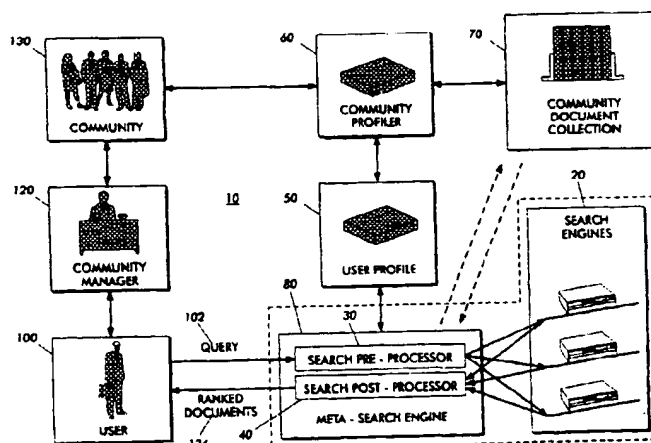 130
60
70
COMMUNITY
COMMUNITY
PROFILER
COMMUNITY
DOCUMENT
COLLECTION
120
10
50
20
COMMUNITY
MANAGER
USER PROFILE
SEARCH
ENGINES
80
30
100
102
QUERY
SEARCH PRE - PROCESSOR
SEARCH POST - PROCESSOR
RANKED
DOCUMENTS
40
META - SEARCH ENGINE
USER